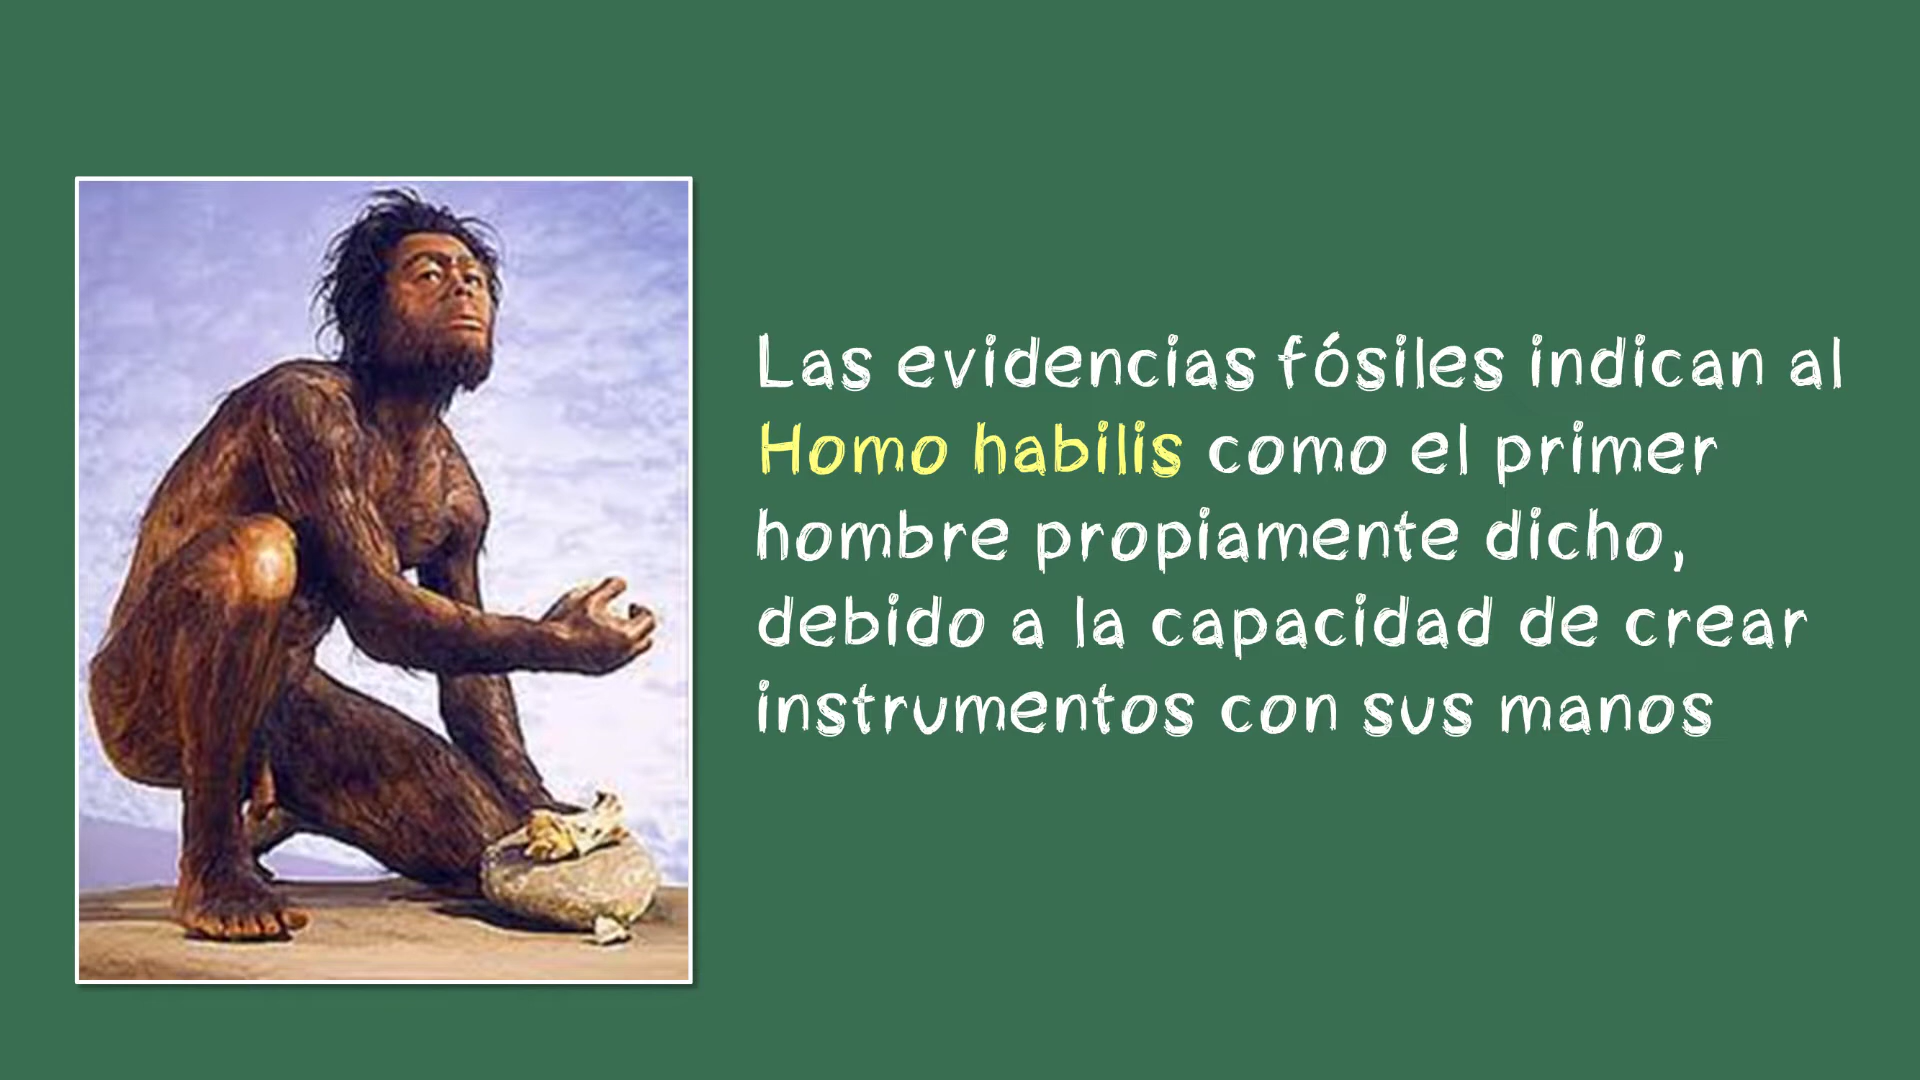 Las evidencias fósiles indican al
Homo habilis como el primer
hombre propiamente dicho,
debido a la capacidad de crear
instrumentos con sus manos